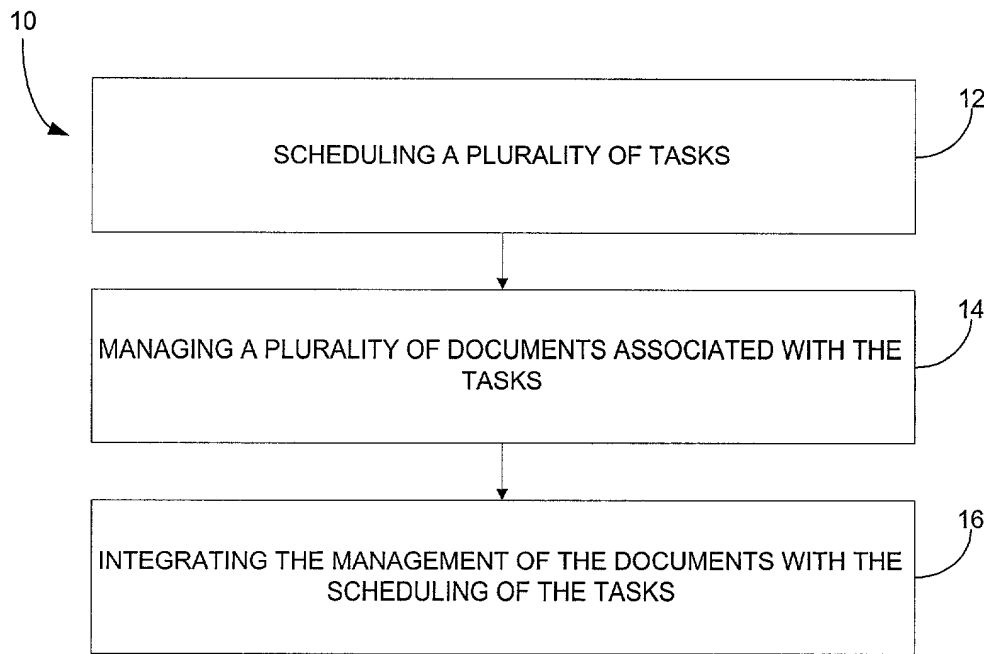 10
12
SCHEDULING A PLURALITY OF TASKS
14
MANAGING A PLURALITY OF DOCUMENTS ASSOCIATED WITH THE
TASKS
16
INTEGRATING THE MANAGEMENT OF THE DOCUMENTS WITH THE
SCHEDULING OF THE TASKS